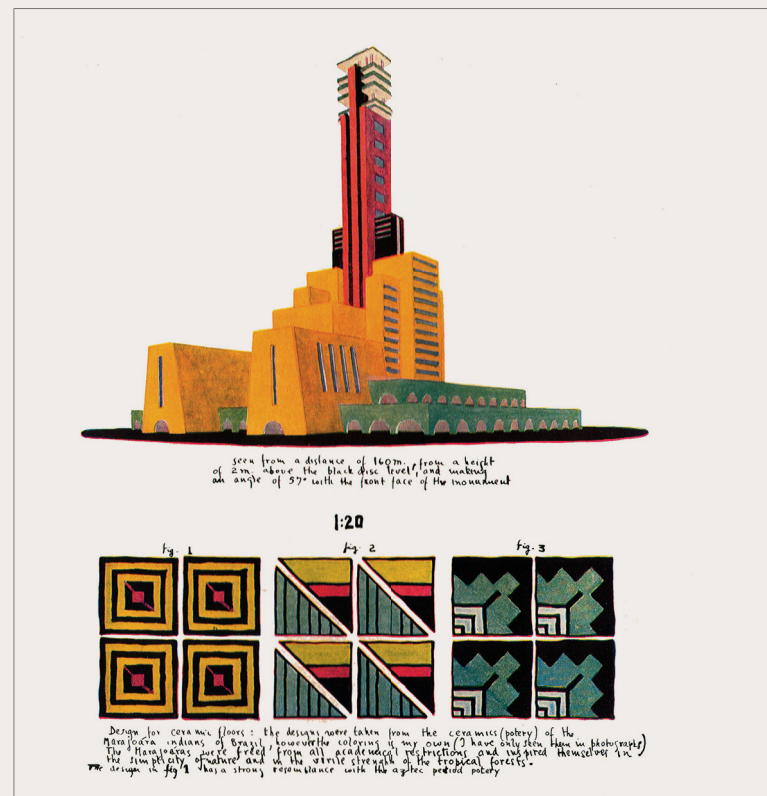 seen from a distance of 160m., from a height
of 2m. above the black disc level, and making
an angle of 57° with the front face of the monument
1:20
fig. 1
fig. 2
fig. 3
Design for ceramic floors: the designs were taken from the ceramics (potery) of the
Marajoara indians of Brazil, however the coloring is my own (I have only seen them in photographs)
The Marajoaras were freed from all academical restrictions and inspired themselves in
the simplicity of nature and in the virile strength of the tropical forests.
The design in fig 1 has a strong resemblance with the aztec period potery